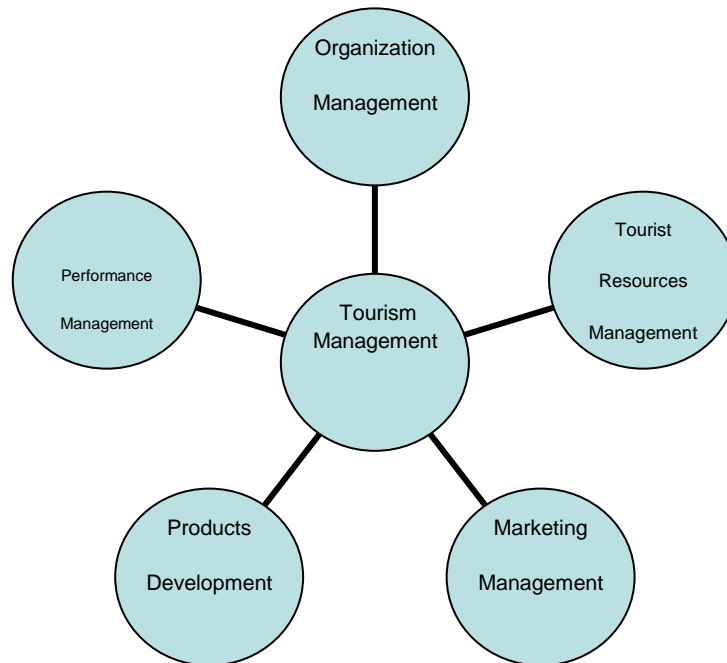 Organization
Management
Tourist
Resources
Management
Performance
Management
Tourism
Management
Products
Development
Marketing
Management